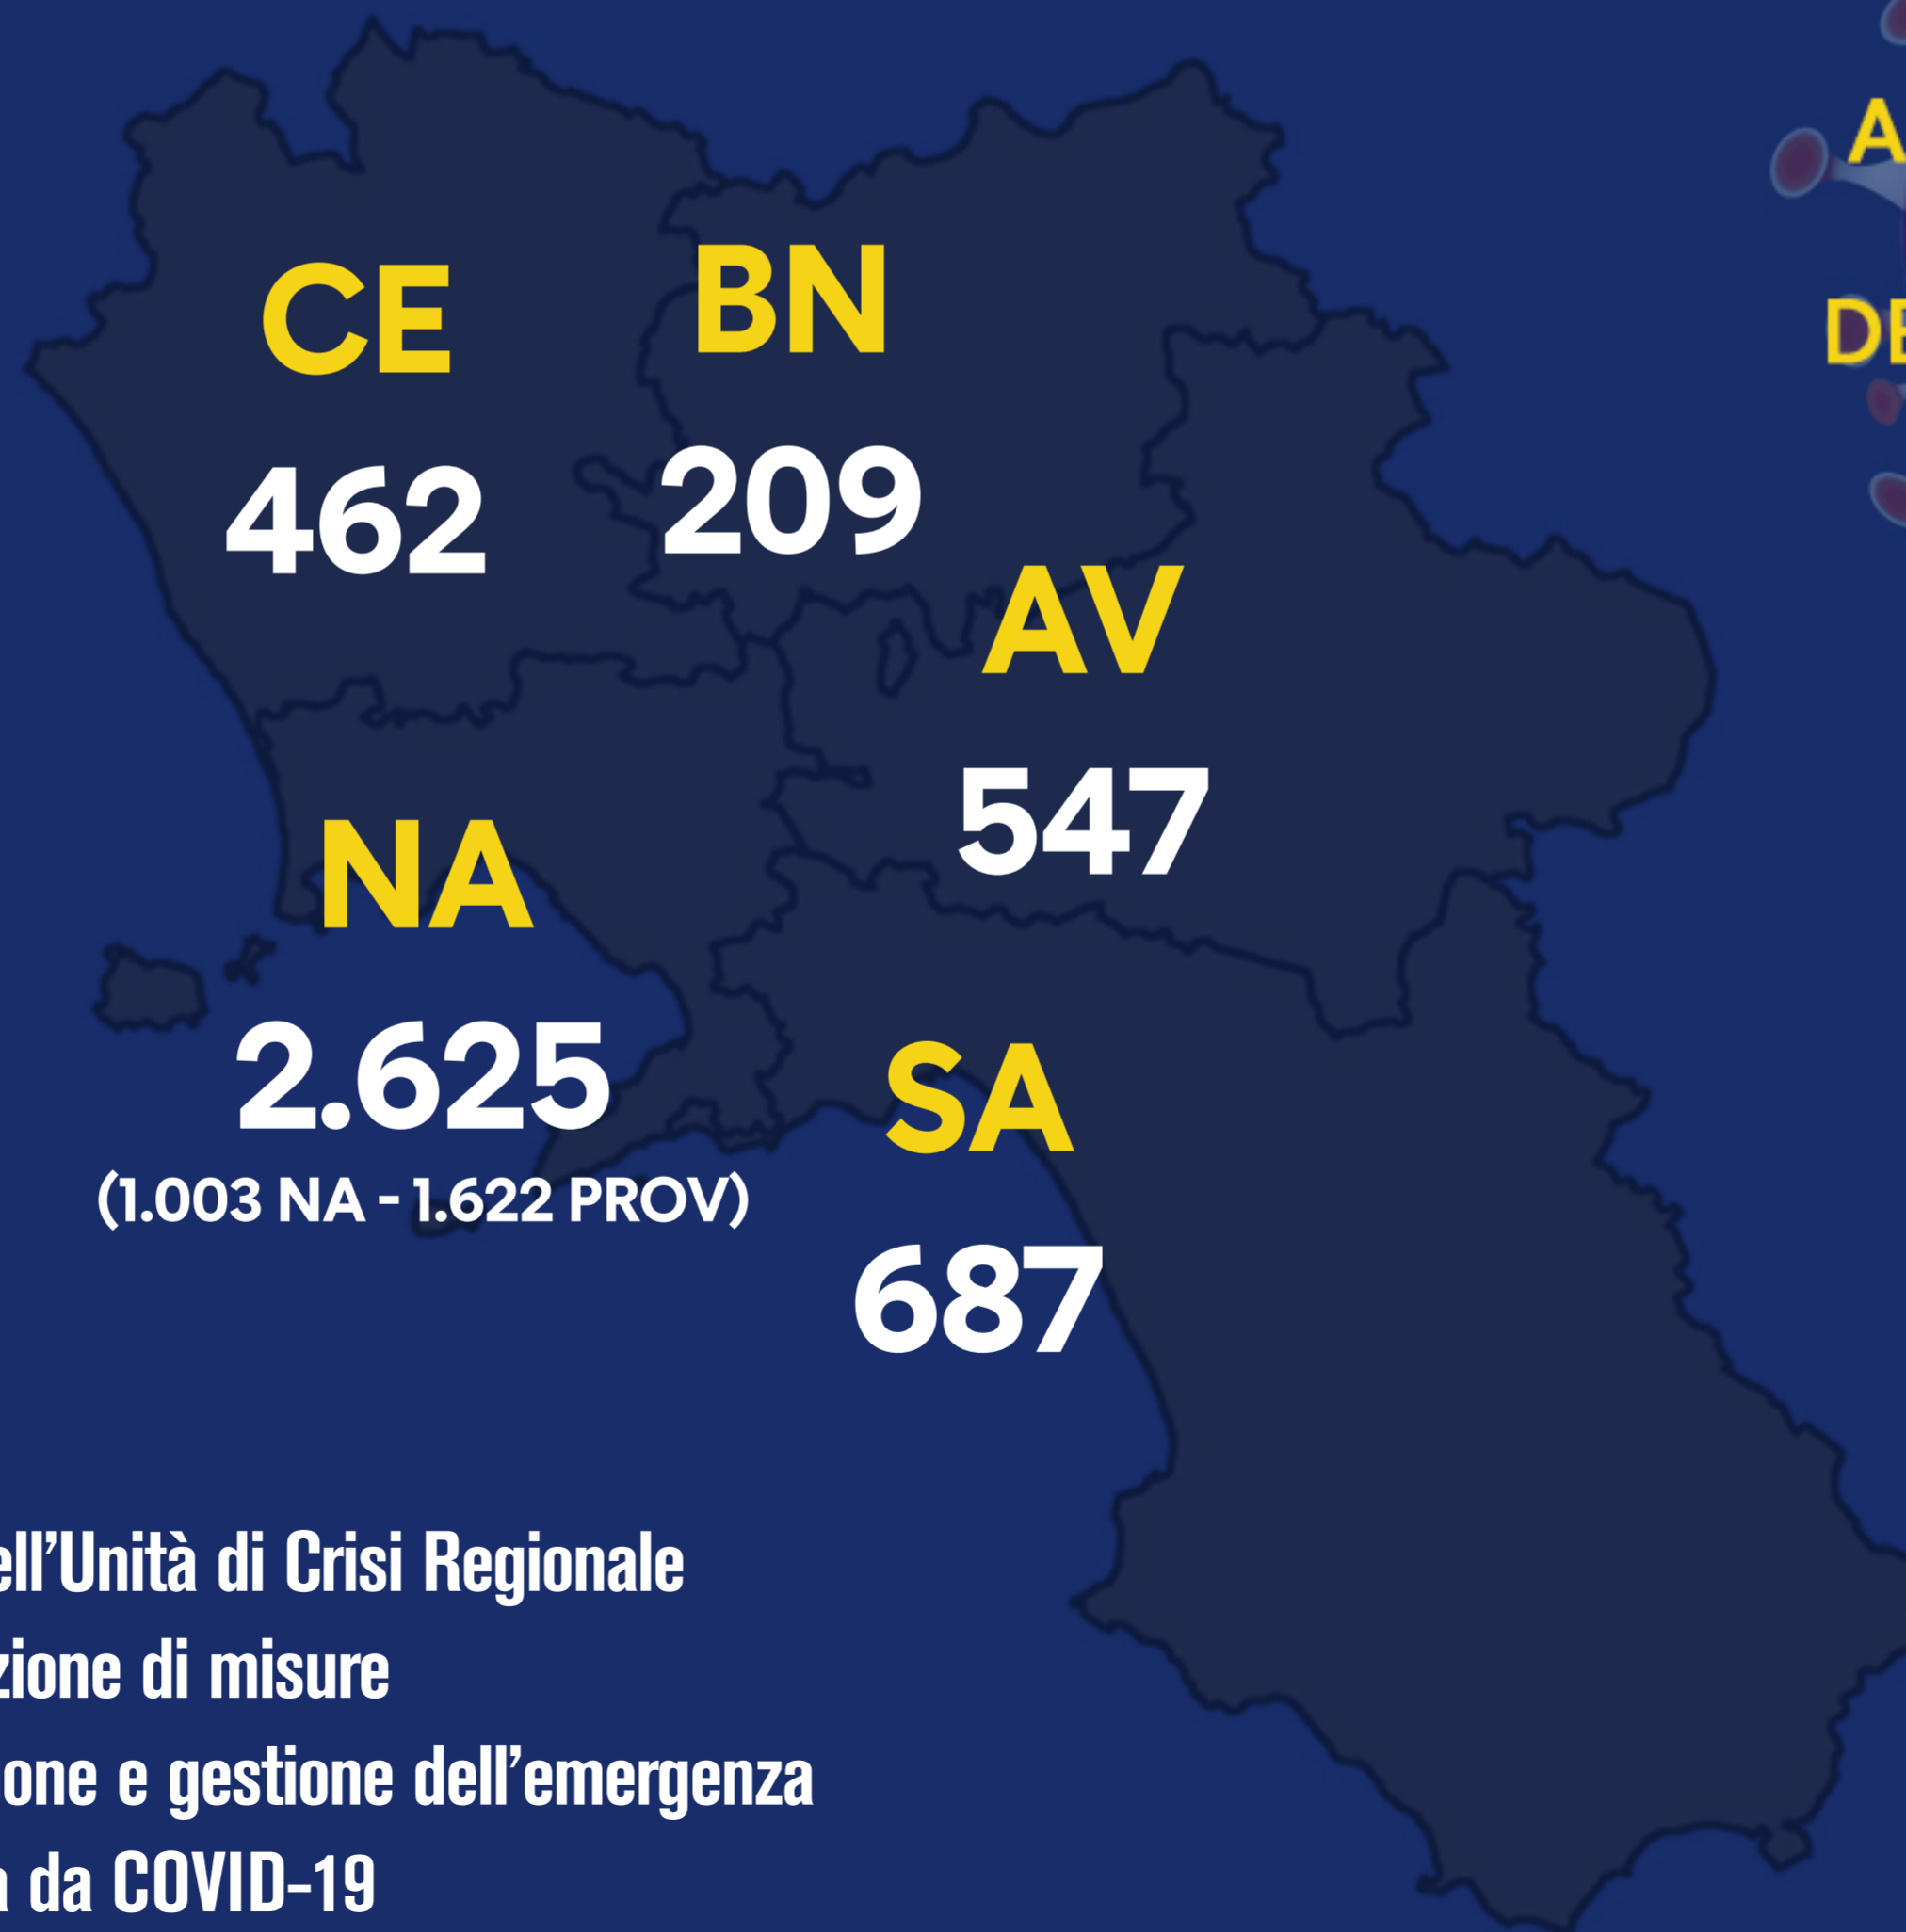 CE
462
BN
209
AV
547
NA
2.625
(1.003 NA - 1.622 PROV)
SA
687
A
DE
ell'Unità di Crisi Regionale
zione di misure
one e gestione dell'emergenza
a da COVID-19